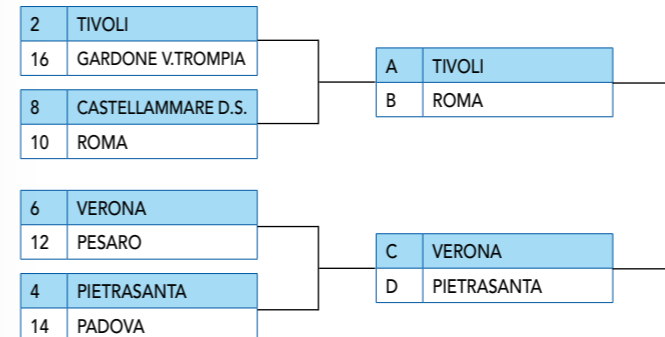 2 TIVOLI
16 GARDONE V.TROMPIA
8 CASTELLAMMARE D.S.
10 ROMA
A TIVOLI
B ROMA
6 VERONA
12 PESARO
4 PIETRASANTA
14 PADOVA
C VERONA
D PIETRASANTA